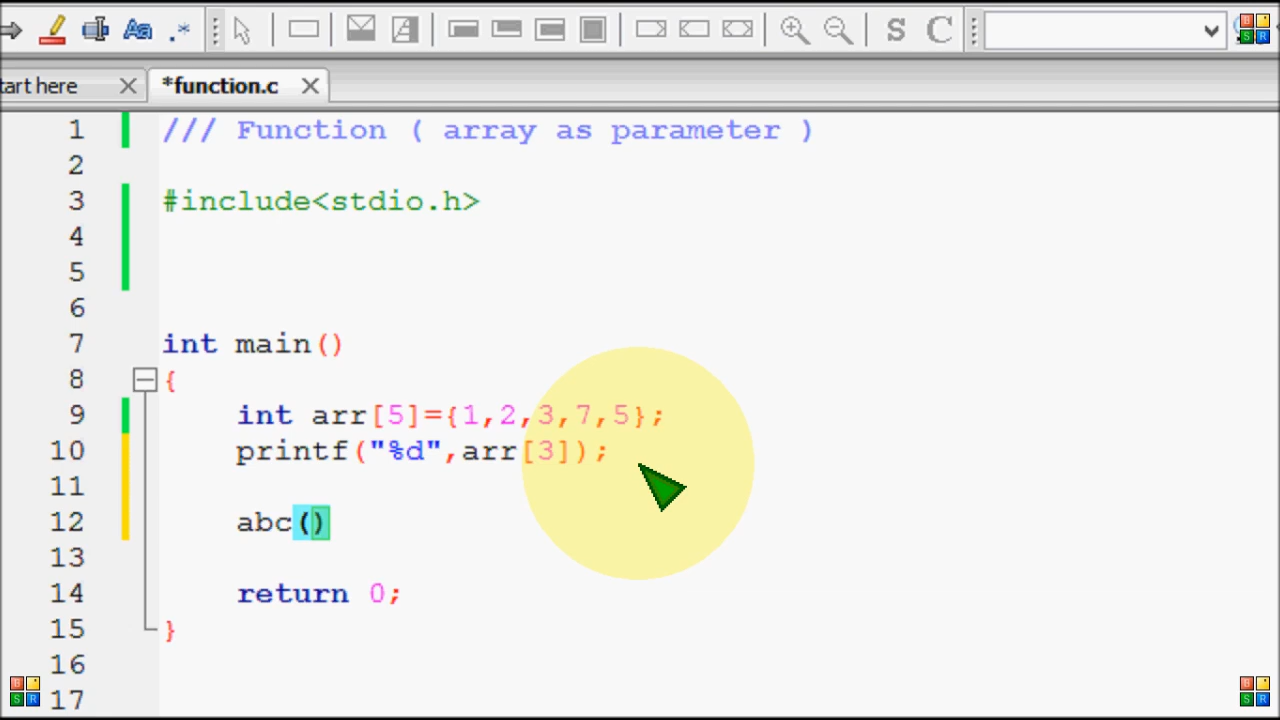 Aa .*
S C
tart here *function.c
1 /// Function ( array as parameter )
2
3 #include<stdio.h>
4
5
6
7 int main()
8 {
9 int arr[5]={1,2,3,7,5};
10 printf("%d",arr[3]);
11
12 abc()
13
14 return 0;
15 }
16
17
B S R
B S R
B S R